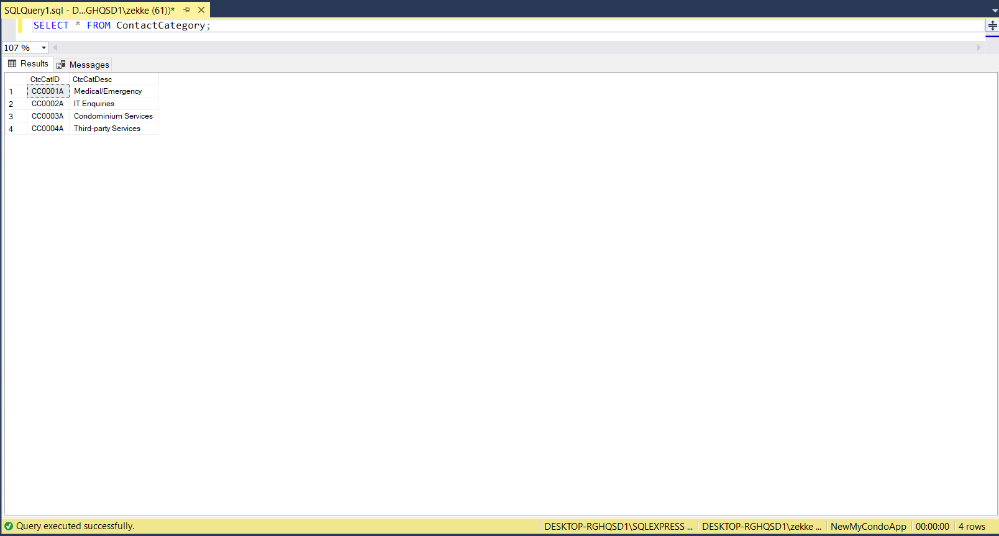 SQLQuery1.sql - D...GHQSD1\zekke (61))*
SELECT * FROM ContactCategory;
107 %
Results Messages
CtcCatID CtcCatDesc
1 CC0001A Medical/Emergency
2 CC0002A IT Enquiries
3 CC0003A Condominium Services
4 CC0004A Third-party Services
Query executed successfully. DESKTOP-RGHQSD1\SQLEXPRESS ... DESKTOP-RGHQSD1\zekke ... NewMyCondoApp 00:00:00 4 rows